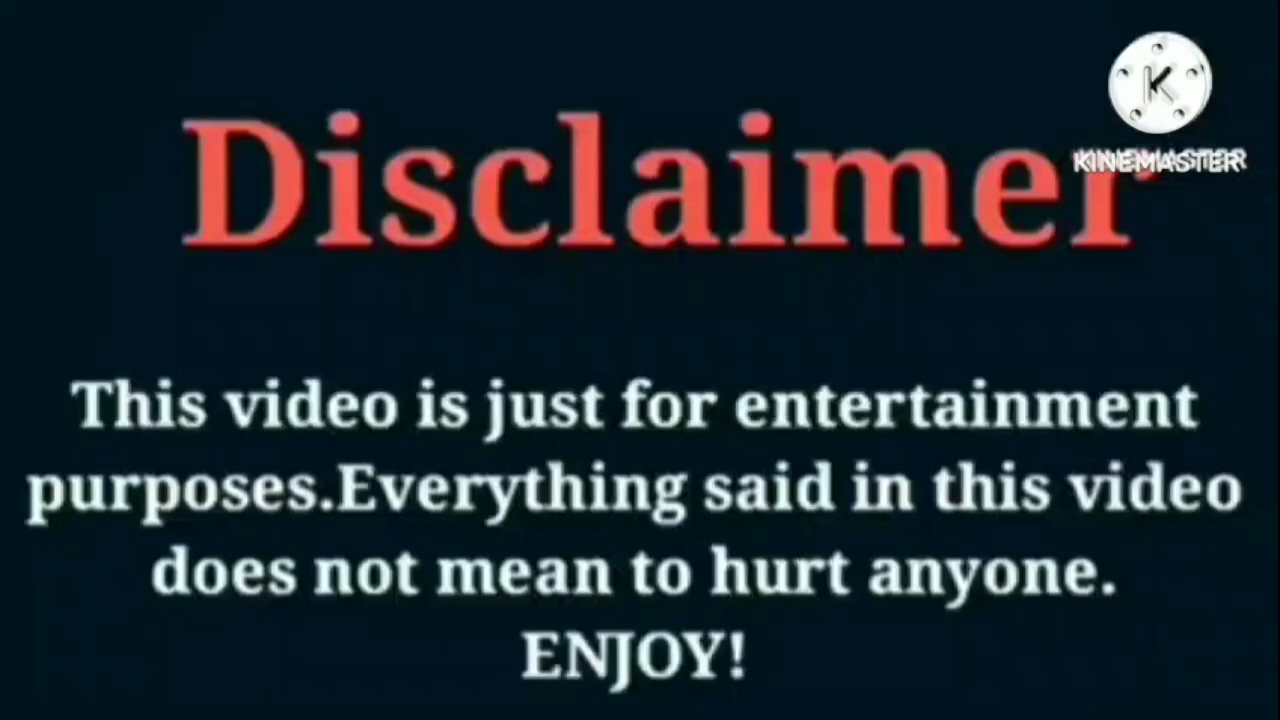 K
KINEMASTER
Disclaimer
This video is just for entertainment
purposes.Everything said in this video
does not mean to hurt anyone.
ENJOY!